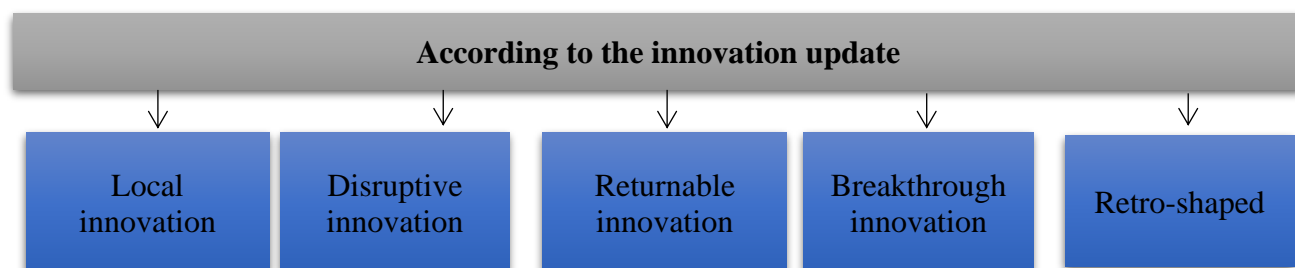 According to the innovation update
Local
innovation
Disruptive
innovation
Returnable
innovation
Breakthrough
innovation
Retro-shaped